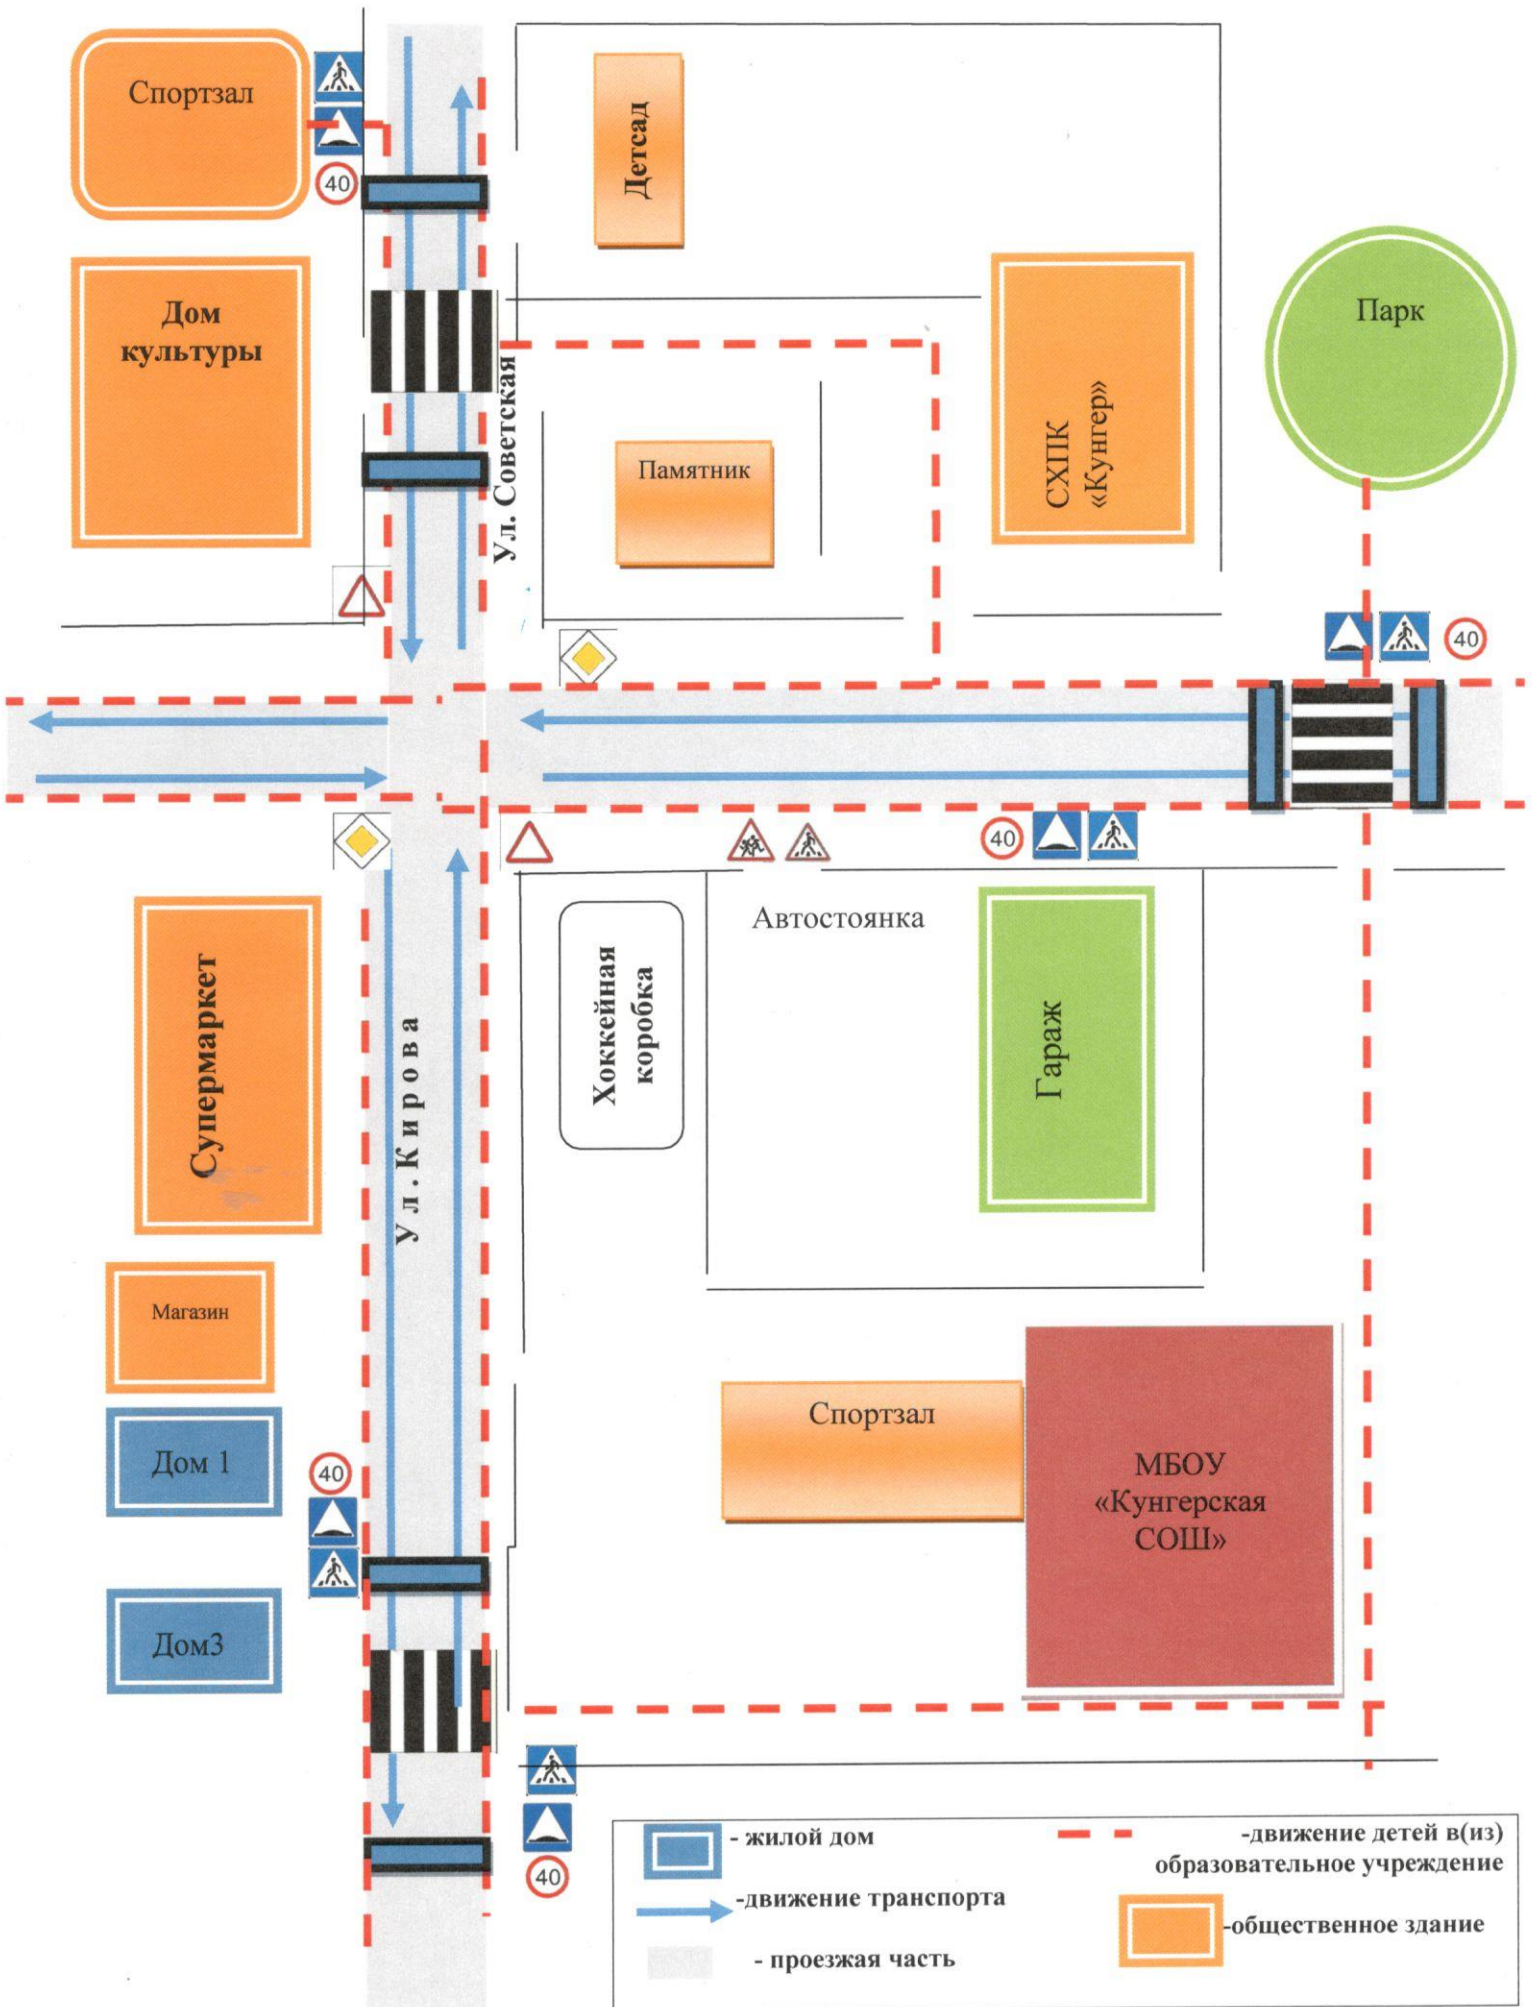 Спортзал
40
Детсад
Дом
культуры
Парк
СХПК
«Кунгер»
Ул. Советская
Памятник
40
40
Автостоянка
Супермаркет
Ул.Кирова
Хоккейная
коробка
Гараж
Магазин
Дом 1
40
Спортзал
МБОУ
«Кунгерская
СОШ»
Дом3
40
- жилой дом
-движение детей в(из)
образовательное учреждение
-движение транспорта
-общественное здание
- проезжая часть